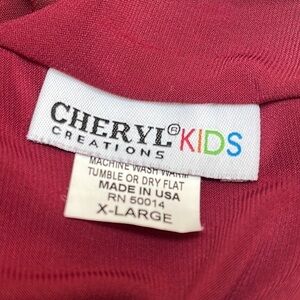 CHERYL® KIDS
CREATIONS
MACHINE WASH WARM
TUMBLE OR DRY FLAT
MADE IN USA
RN 50014
X-LARGE